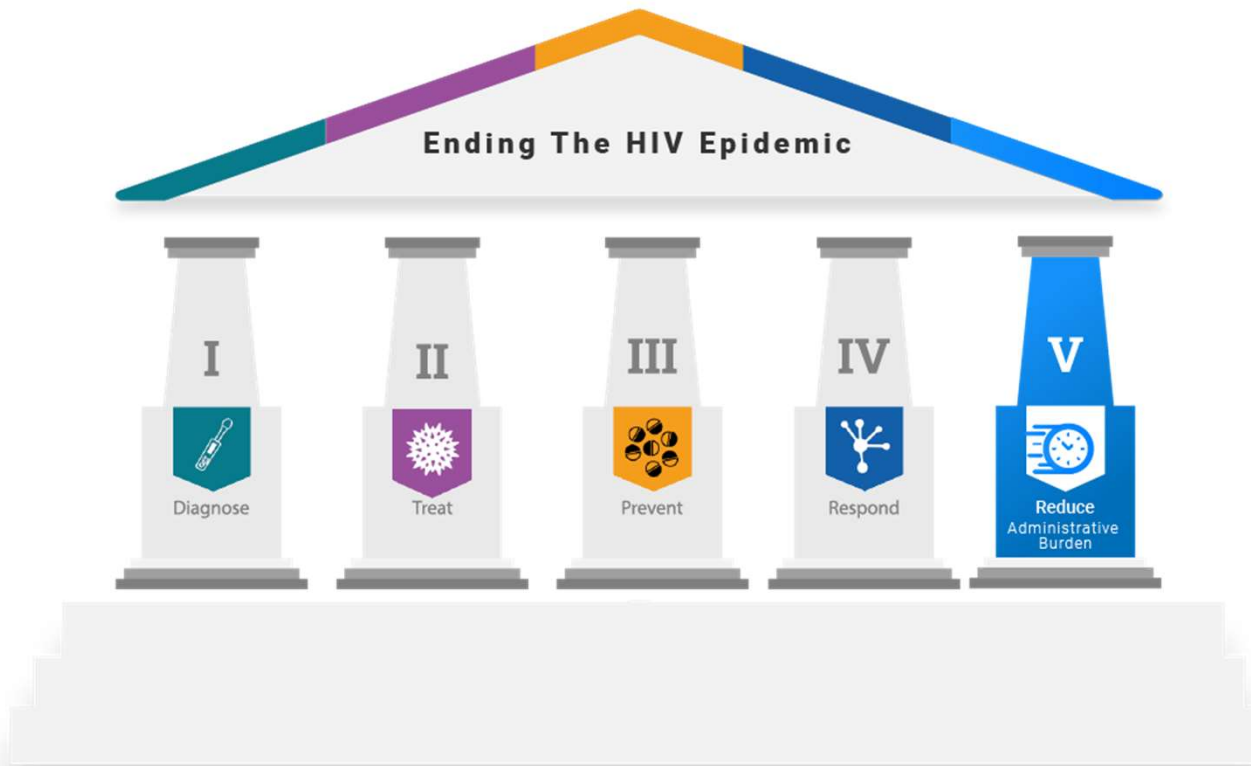 Ending The HIV Epidemic
I
II
III
IV
V
Diagnose
Treat
Prevent
Respond
Reduce
Administrative
Burden